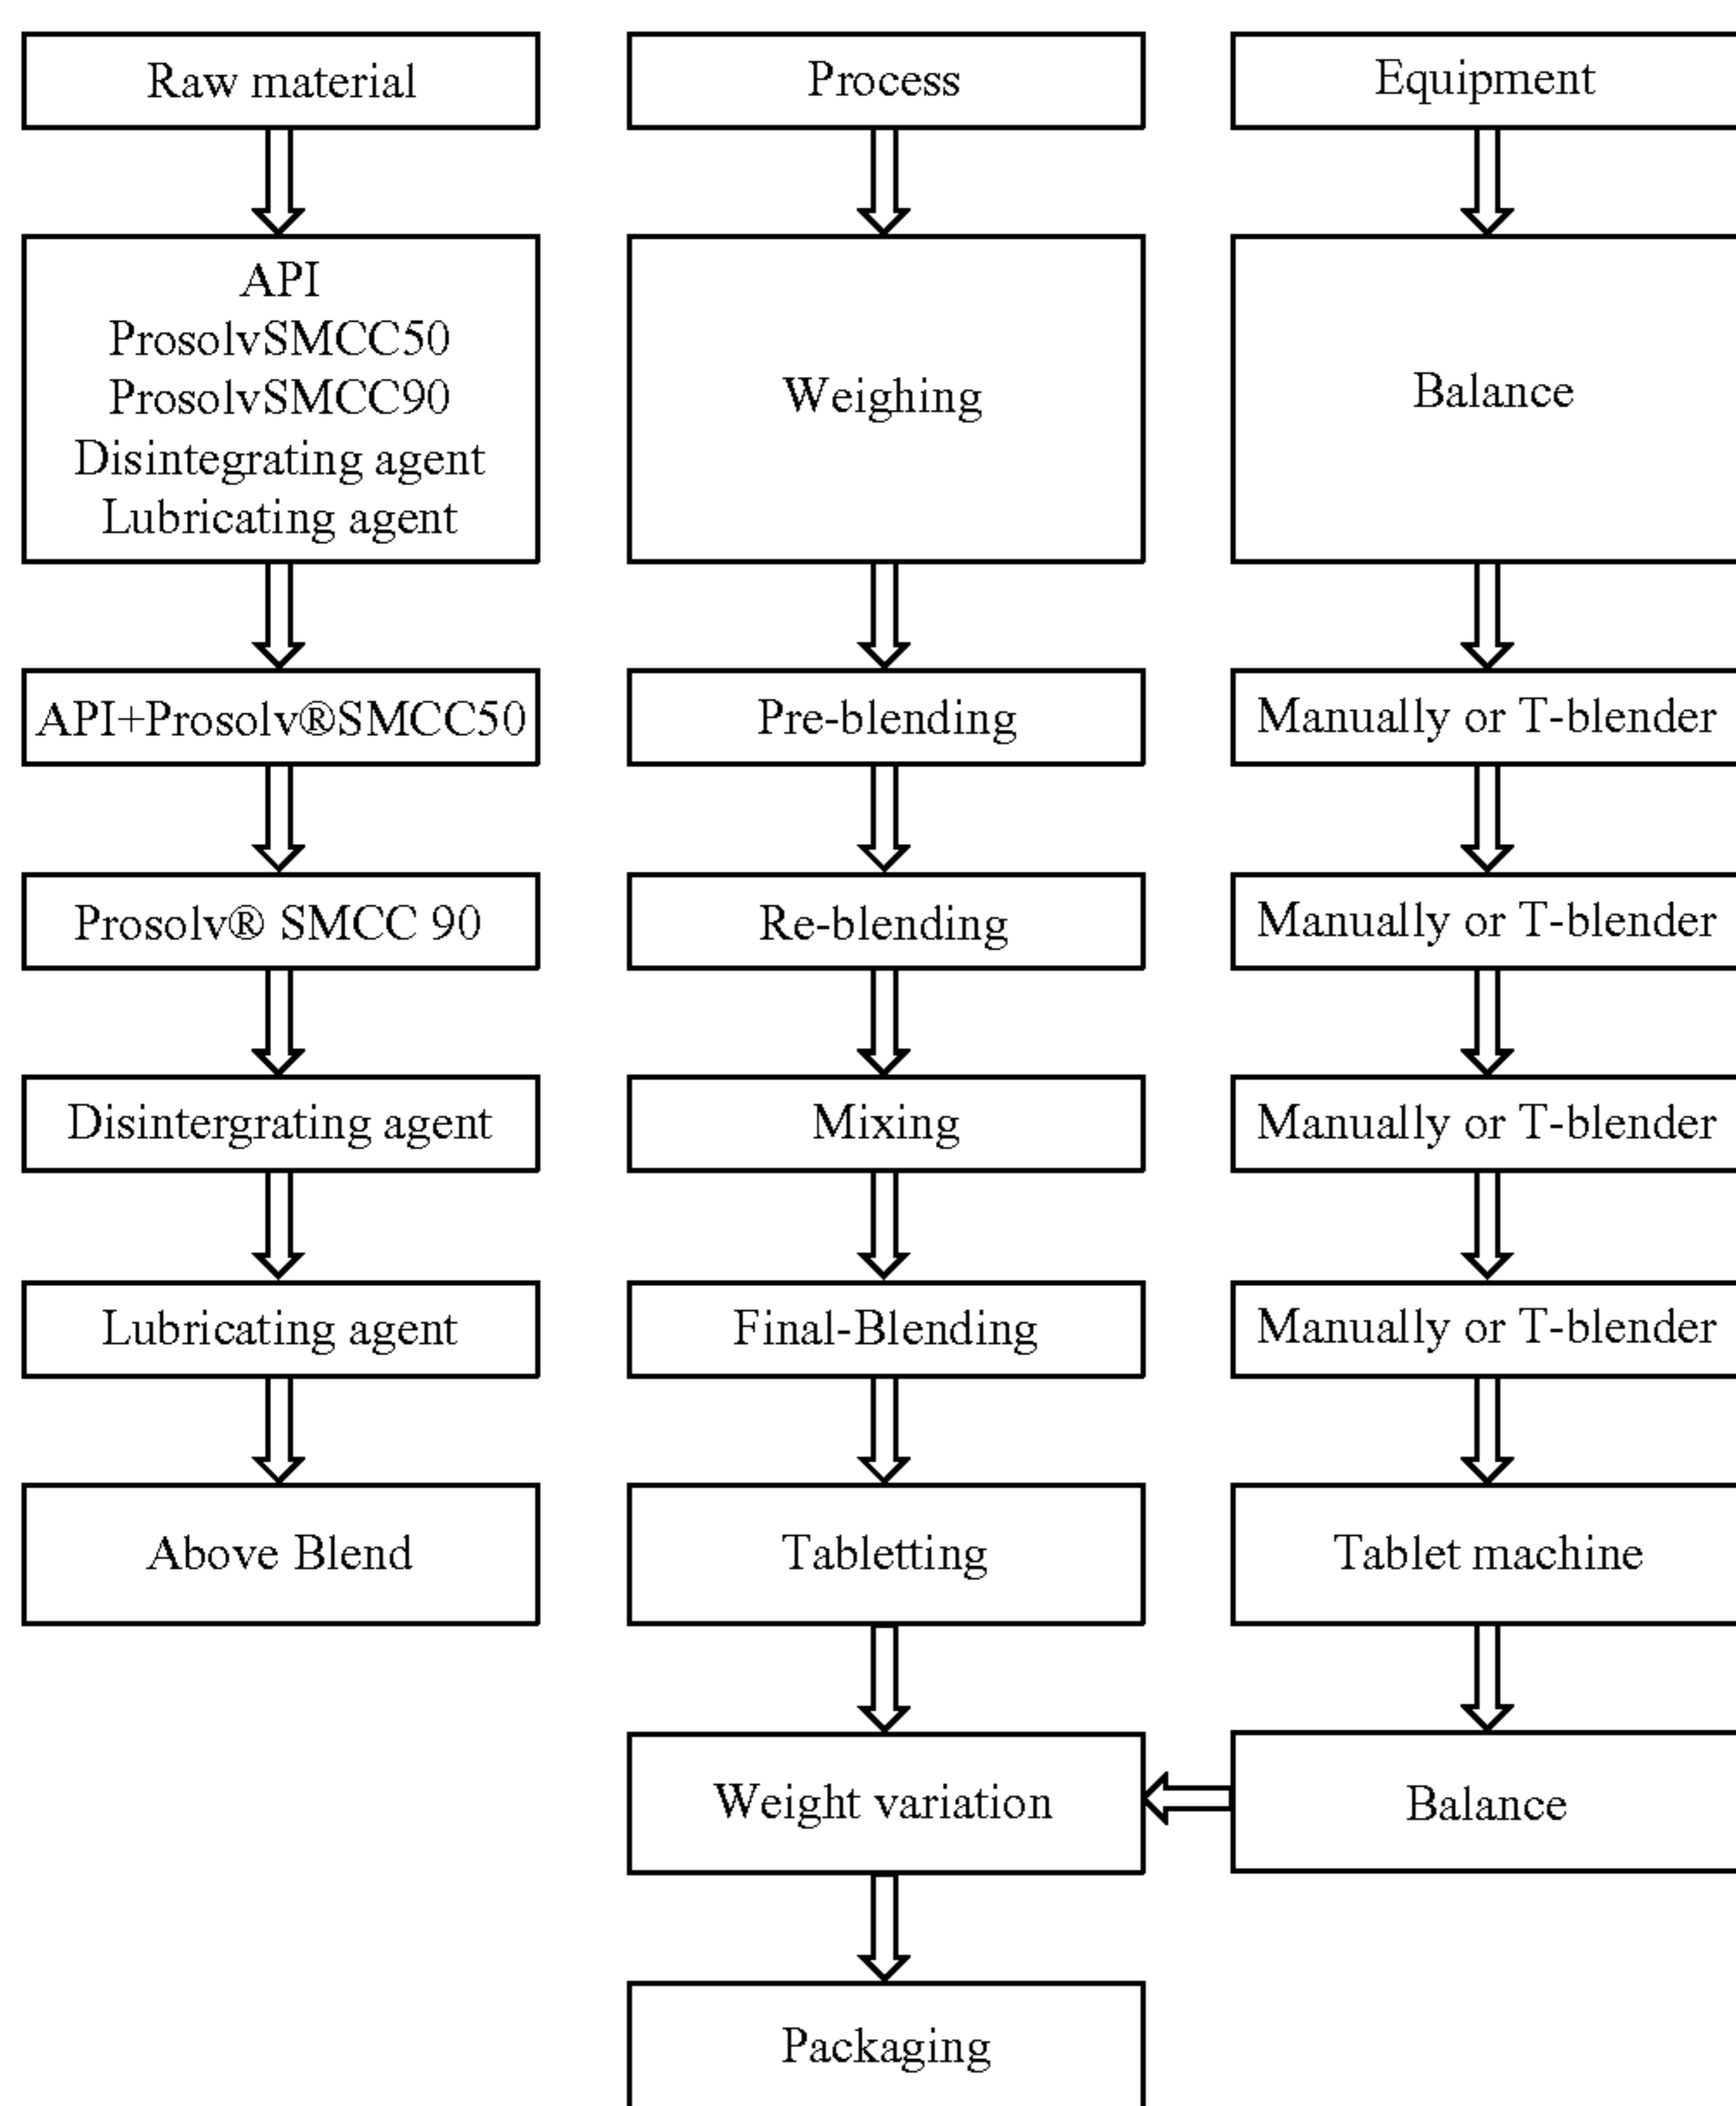 Raw material
Process
Equipment
API
ProsolvSMCC50
ProsolvSMCC90
Disintegrating agent
Lubricating agent
Weighing
Balance
API+Prosolv®SMCC50
Pre-blending
Manually or T-blender
Prosolv® SMCC 90
Re-blending
Manually or T-blender
Disintergrating agent
Mixing
Manually or T-blender
Lubricating agent
Final-Blending
Manually or T-blender
Above Blend
Tabletting
Tablet machine
Weight variation
Balance
Packaging